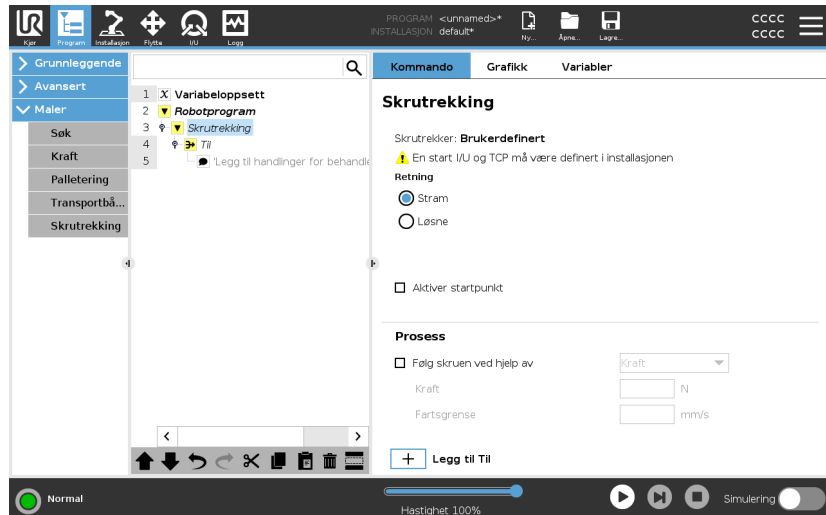 UR
PROGRAM <unnamed>*
INSTALLASJON default*
Kjør Program Installasjon Flytte I/U Logg Ny... Åpne... Lagre...
CCCC
CCCC
Grunnleggende
Avansert
Maler
Søk
Kraft
Palletering
Transportbå...
Skrutrekking
1 X Variabeloppsett
2 Robotprogram
3 Skrutrekking
4 Til
5 'Legg til handlinger for behandle
Kommando Grafikk Variabler
Skrutrekking
Skrutrekker: Brukerdefinert
En start I/U og TCP må være definert i installasjonen
Retning
Stram
Løsne
Aktiver startpunkt
Prosess
Følg skruen ved hjelp av Kraft
Kraft N
Fartsgrense mm/s
Legg til Til
Normal
Hastighet 100%
Simulering